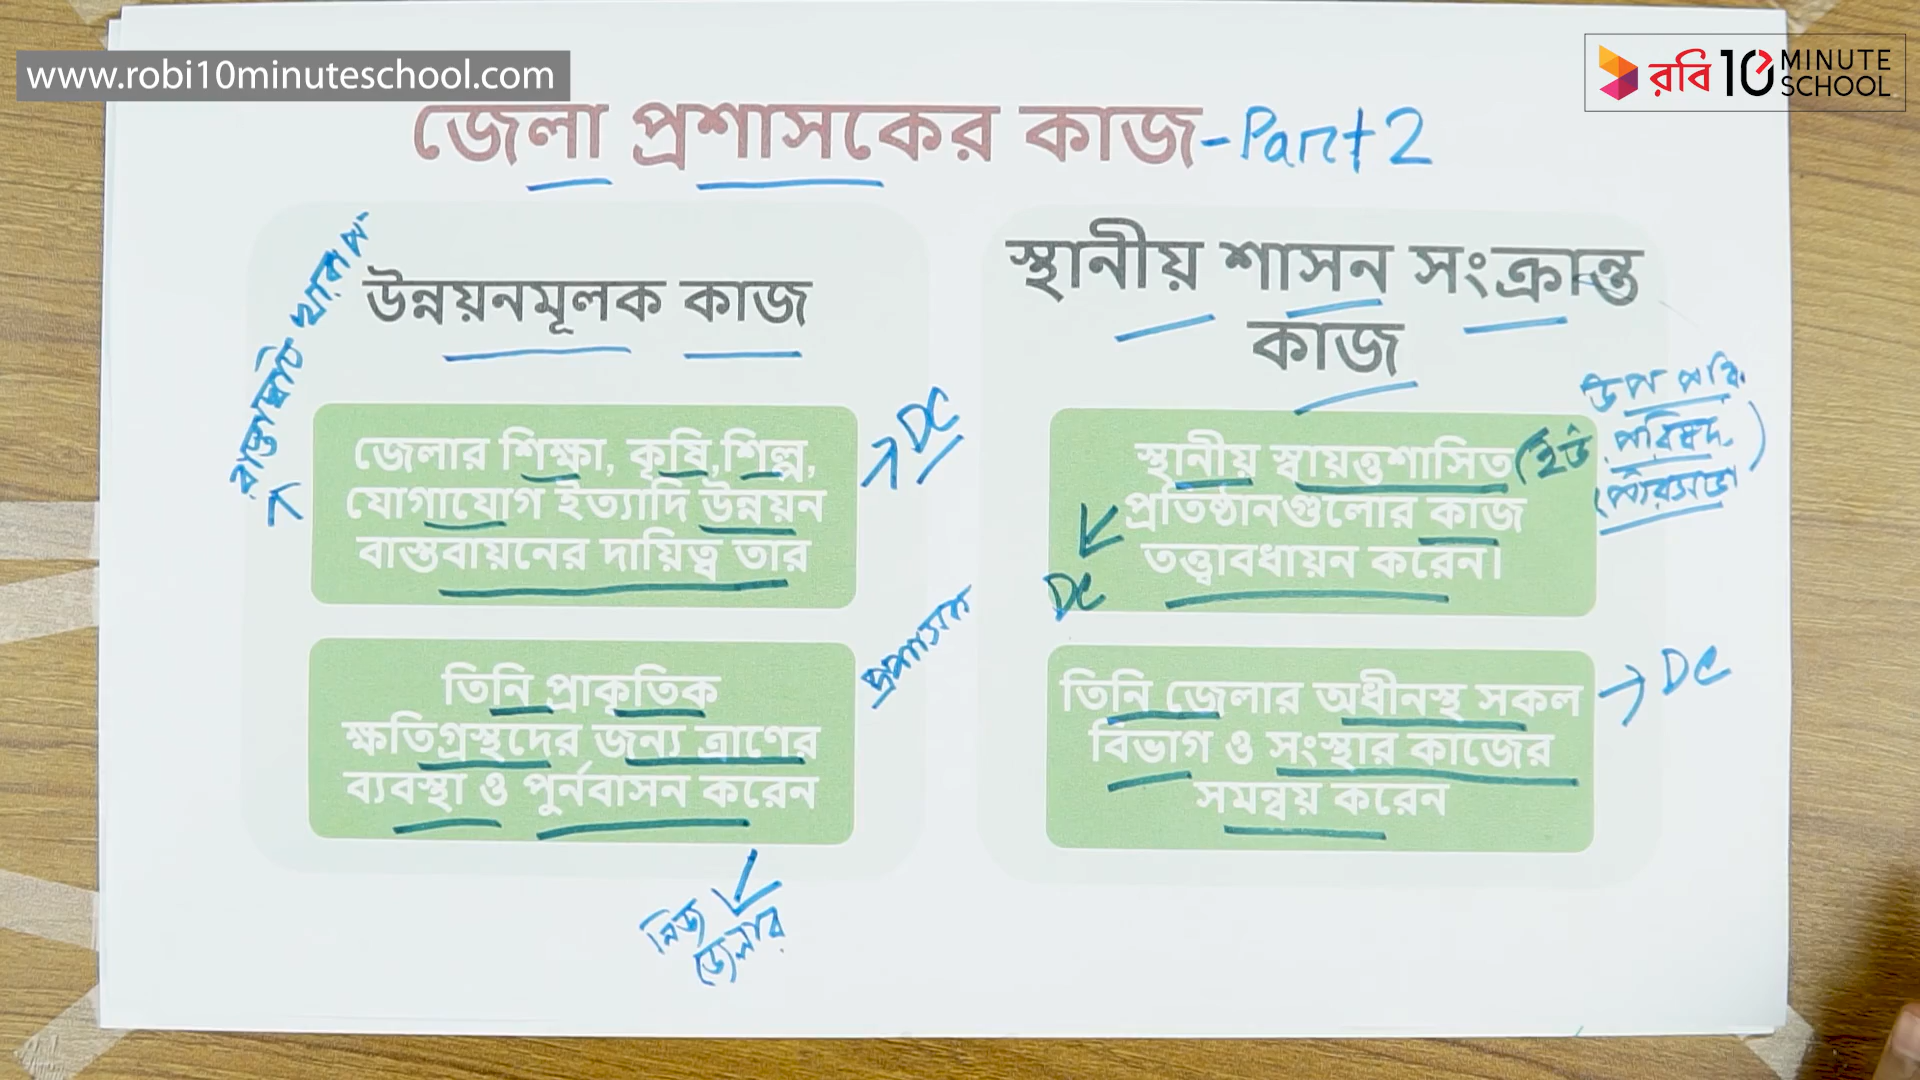 www.robi10minuteschool.com
রবি 10 MINUTE SCHOOL
জেলা প্রশাসকের কাজ-Part 2
উন্নয়নমূলক কাজ
রাস্তাঘাট খারাপ
জেলার শিক্ষা, কৃষি,শিল্প,
যোগাযোগ ইত্যাদি উন্নয়ন
বাস্তবায়নের দায়িত্ব তার
DC
তিনি প্রাকৃতিক
ক্ষতিগ্রস্থদের জন্য ত্রাণের
ব্যবস্থা ও পুর্নবাসন করেন
প্রশাসক
নিজ
জেলার
স্থানীয় শাসন সংক্রান্ত
কাজ
স্থানীয় স্বায়ত্তশাসিত
প্রতিষ্ঠানগুলোর কাজ
তত্ত্বাবধায়ন করেন।
পরিষদ
পৌরসভা
DC
তিনি জেলার অধীনস্থ সকল
বিভাগ ও সংস্থার কাজের
সমন্বয় করেন
DC